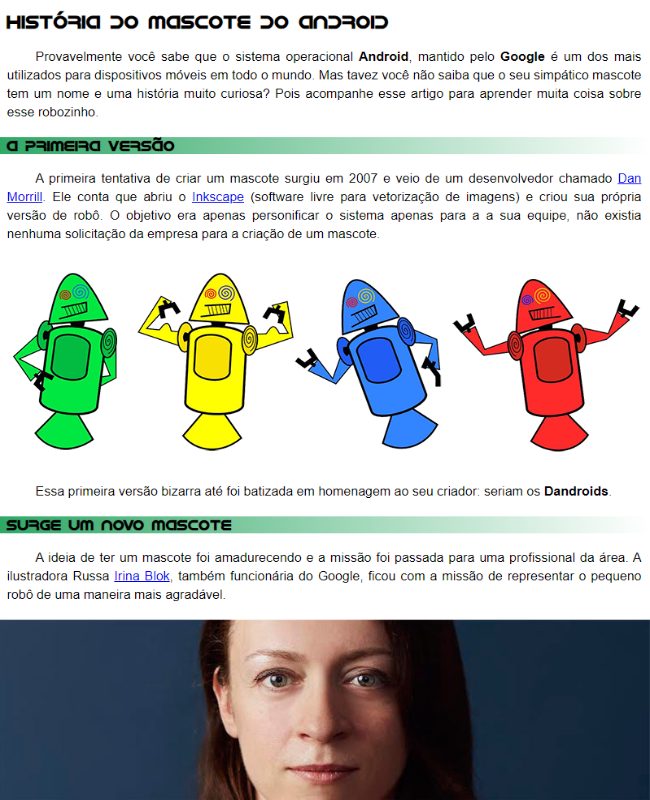 História do Mascote do Android
Provavelmente você sabe que o sistema operacional Android, mantido pelo Google é um dos mais
utilizados para dispositivos móveis em todo o mundo. Mas tavez você não saiba que o seu simpático mascote
tem um nome e uma história muito curiosa? Pois acompanhe esse artigo para aprender muita coisa sobre
esse robozinho.
A primeira versão
A primeira tentativa de criar um mascote surgiu em 2007 e veio de um desenvolvedor chamado Dan
Morrill. Ele conta que abriu o Inkscape (software livre para vetorização de imagens) e criou sua própria
versão de robô. O objetivo era apenas personificar o sistema apenas para a a sua equipe, não existia
nenhuma solicitação da empresa para a criação de um mascote.
Essa primeira versão bizarra até foi batizada em homenagem ao seu criador: seriam os Dandroids.
Surge um novo mascote
A ideia de ter um mascote foi amadurecendo e a missão foi passada para uma profissional da área. A
ilustradora Russa Irina Blok, também funcionária do Google, ficou com a missão de representar o pequeno
robô de uma maneira mais agradável.